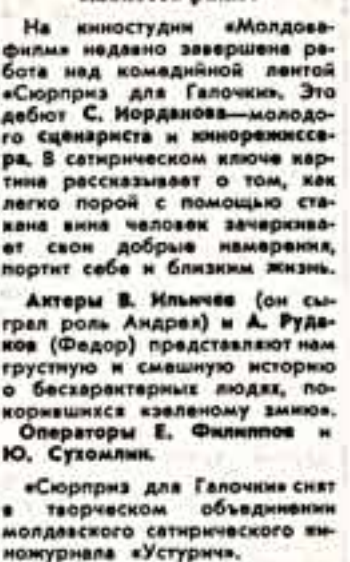 На киностудии «Молдова-
фильм» недавно завершена ра-
бота над комедийной лентой
«Сюрприз для Галочки». Это
дебют С. Иорданова—молодо-
го сценариста и кинорежиссе-
ра. В сатирическом ключе кар-
тина рассказывает о том, как
легко порой с помощью ста-
кана вина человек зачеркива-
ет свои добрые намерения,
портит себе и близким жизнь.
Актеры В. Ильичев (он сы-
грал роль Андрея) и А. Руда-
ков (Федор) представляют нам
грустную и смешную историю
о бесхарактерных людях, по-
корившихся «зеленому змию».
Операторы Е. Филиппов и
Ю. Сухомлин.
«Сюрприз для Галочки» снят
в творческом объединении
молдавского сатирического ки-
ножурнала «Устурич».